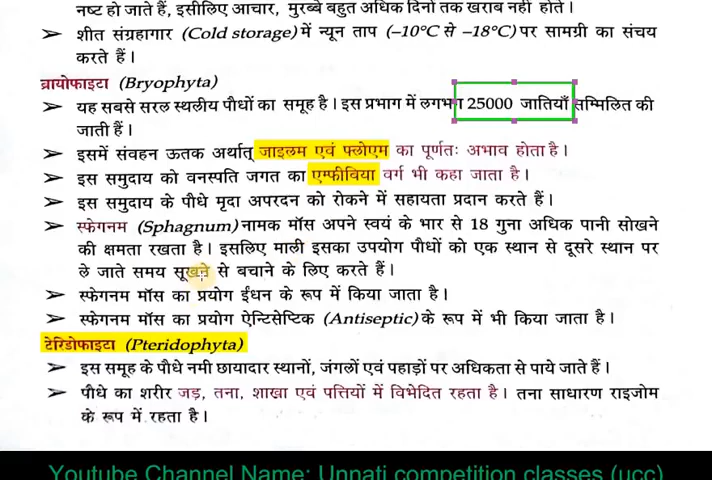 नष्ट हो जाते हैं, इसीलिए आचार, मुरब्बे बहुत अधिक दिनों तक खराब नहीं होते।
➤ शीत संग्रहागार (Cold storage) में न्यून ताप (–10°C से –18°C) पर सामग्री का संचय
करते हैं।
ब्रायोफाइटा (Bryophyta)
➤ यह सबसे सरल स्थलीय पौधों का समूह है। इस प्रभाग में लगभग 25000 जातियाँ सम्मिलित की
जाती हैं।
➤ इसमें संवहन ऊतक अर्थात् जाइलम एवं फ्लोएम का पूर्णतः अभाव होता है।
➤ इस समुदाय को वनस्पति जगत का एम्फीविया वर्ग भी कहा जाता है।
➤ इस समुदाय के पौधे मृदा अपरदन को रोकने में सहायता प्रदान करते हैं।
➤ स्फेगनम (Sphagnum) नामक मॉस अपने स्वयं के भार से 18 गुना अधिक पानी सोखने
की क्षमता रखता है। इसलिए माली इसका उपयोग पौधों को एक स्थान से दूसरे स्थान पर
ले जाते समय सूखने से बचाने के लिए करते हैं।
➤ स्फेगनम मॉस का प्रयोग ईंधन के रूप में किया जाता है।
➤ स्फेगनम मॉस का प्रयोग ऐन्टिसेप्टिक (Antiseptic) के रूप में भी किया जाता है।
टेरिडोफाइटा (Pteridophyta)
➤ इस समूह के पौधे नमी छायादार स्थानों, जंगलों एवं पहाड़ों पर अधिकता से पाये जाते हैं।
➤ पौधे का शरीर जड़, तना, शाखा एवं पत्तियों में विभेदित रहता है। तना साधारण राइजोम
के रूप में रहता है।
Youtube Channel Name: Unnati competition classes (ucc)